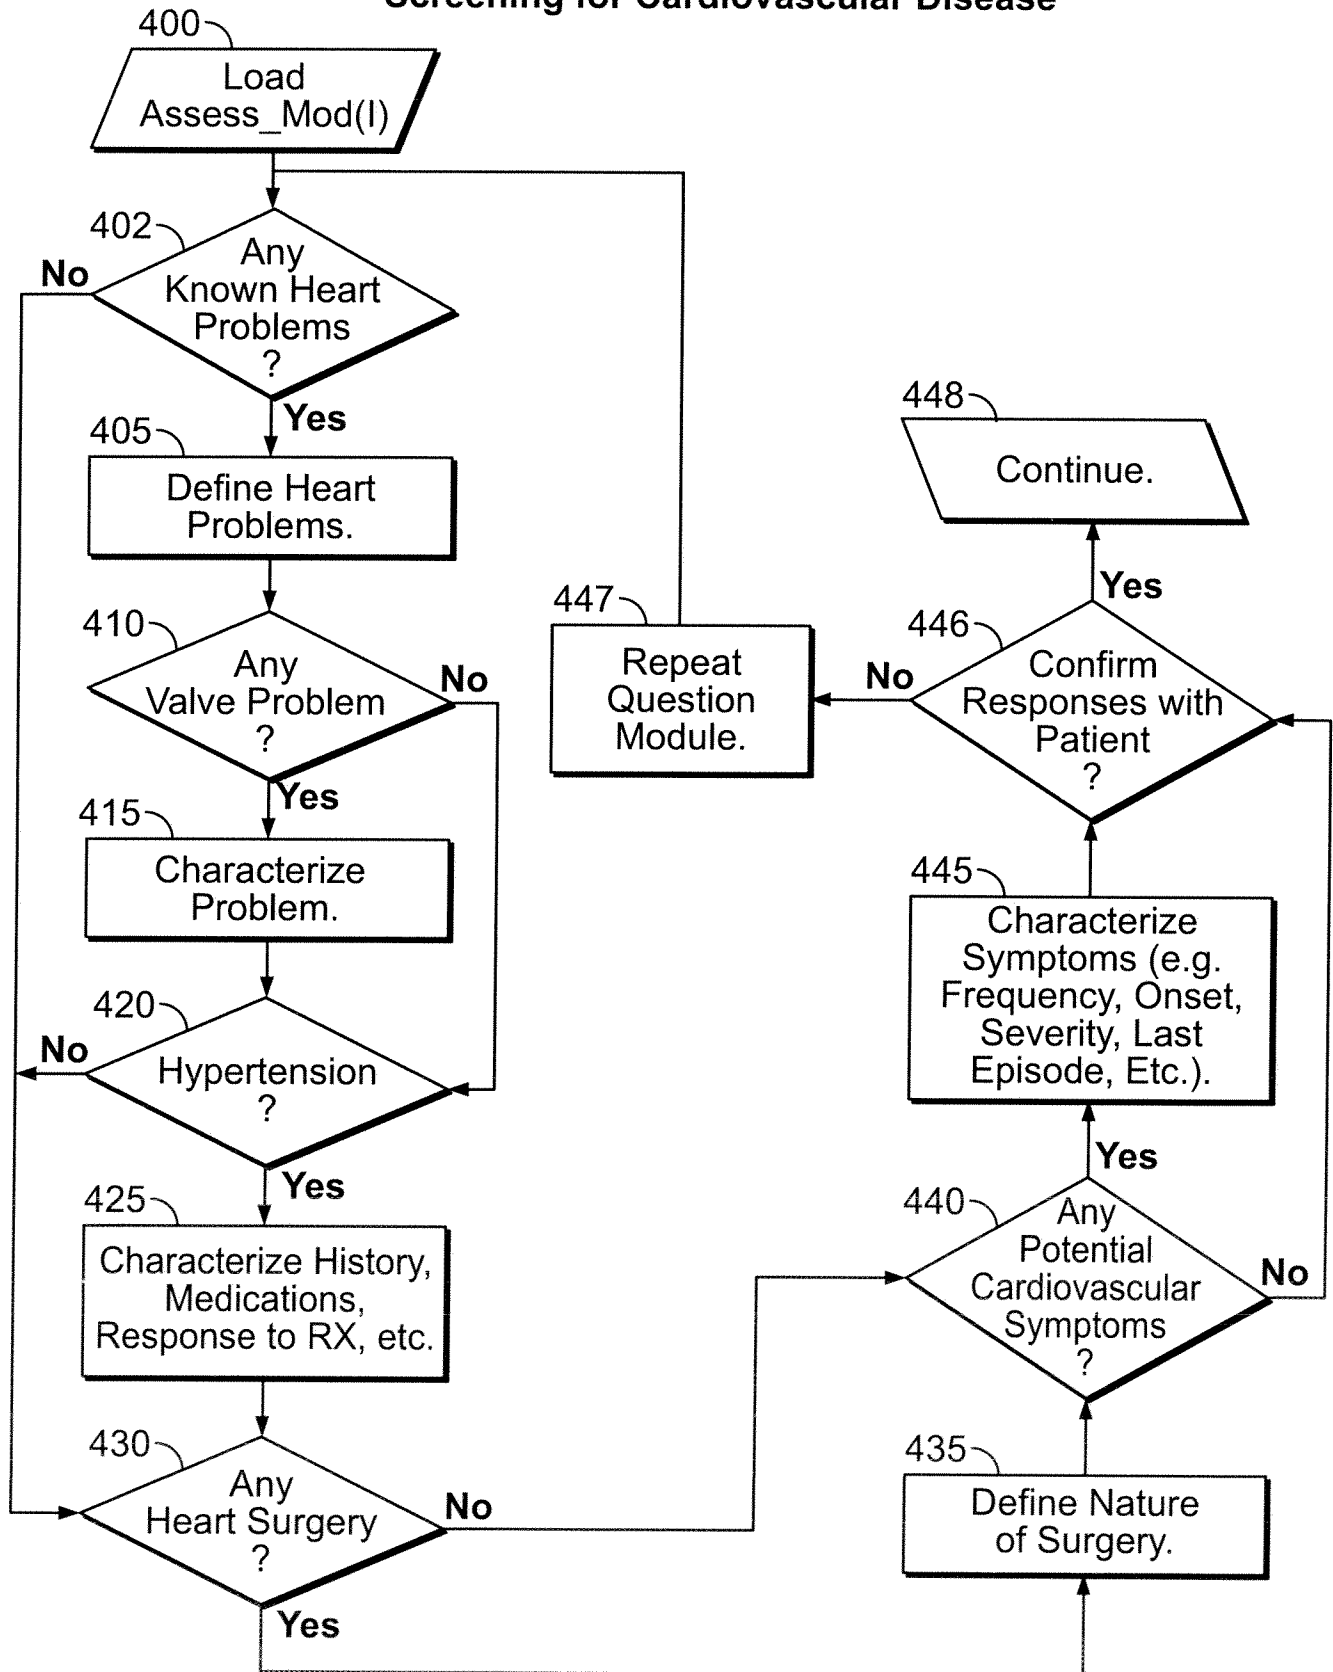 Screening for Cardiovascular Disease
400
Load
Assess_Mod(I)
402
Any
Known Heart
Problems
?
No
Yes
405
Define Heart
Problems.
410
Any
Valve Problem
?
No
Yes
415
Characterize
Problem.
420
Hypertension
?
No
Yes
425
Characterize History,
Medications,
Response to RX, etc.
430
Any
Heart Surgery
?
No
Yes
435
Define Nature
of Surgery.
440
Any
Potential
Cardiovascular
Symptoms
?
No
Yes
445
Characterize
Symptoms (e.g.
Frequency, Onset,
Severity, Last
Episode, Etc.).
446
Confirm
Responses with
Patient
?
No
Yes
447
Repeat
Question
Module.
448
Continue.